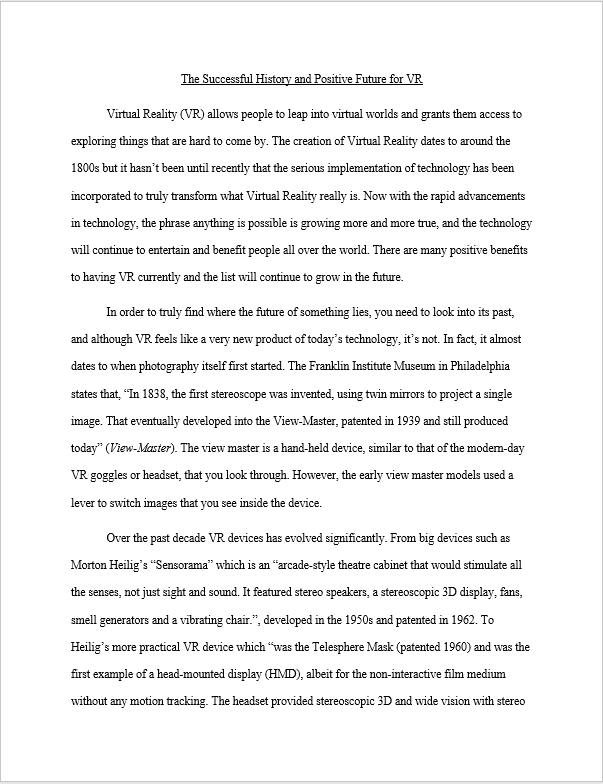 The Successful History and Positive Future for VR
Virtual Reality (VR) allows people to leap into virtual worlds and grants them access to
exploring things that are hard to come by. The creation of Virtual Reality dates to around the
1800s but it hasn’t been until recently that the serious implementation of technology has been
incorporated to truly transform what Virtual Reality really is. Now with the rapid advancements
in technology, the phrase anything is possible is growing more and more true, and the technology
will continue to entertain and benefit people all over the world. There are many positive benefits
to having VR currently and the list will continue to grow in the future.
In order to truly find where the future of something lies, you need to look into its past,
and although VR feels like a very new product of today’s technology, it’s not. In fact, it almost
dates to when photography itself first started. The Franklin Institute Museum in Philadelphia
states that, “In 1838, the first stereoscope was invented, using twin mirrors to project a single
image. That eventually developed into the View-Master, patented in 1939 and still produced
today” (View-Master). The view master is a hand-held device, similar to that of the modern-day
VR goggles or headset, that you look through. However, the early view master models used a
lever to switch images that you see inside the device.
Over the past decade VR devices has evolved significantly. From big devices such as
Morton Heilig’s “Sensorama” which is an “arcade-style theatre cabinet that would stimulate all
the senses, not just sight and sound. It featured stereo speakers, a stereoscopic 3D display, fans,
smell generators and a vibrating chair.”, developed in the 1950s and patented in 1962. To
Heilig’s more practical VR device which “was the Telesphere Mask (patented 1960) and was the
first example of a head-mounted display (HMD), albeit for the non-interactive film medium
without any motion tracking. The headset provided stereoscopic 3D and wide vision with stereo